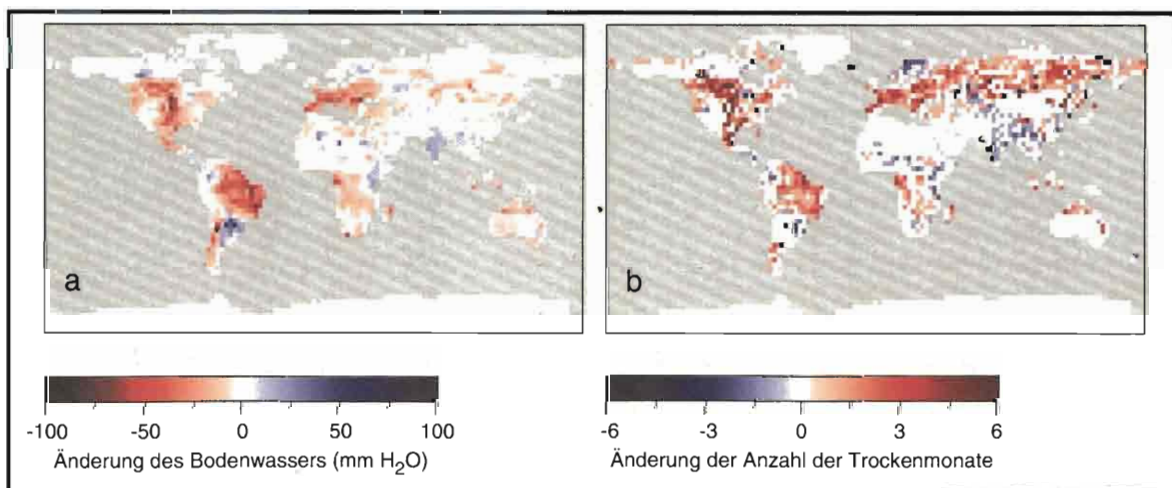 a
b
-100 -50 0 50 100
Änderung des Bodenwassers (mm H₂O)
-6 -3 0 3 6
Änderung der Anzahl der Trockenmonate